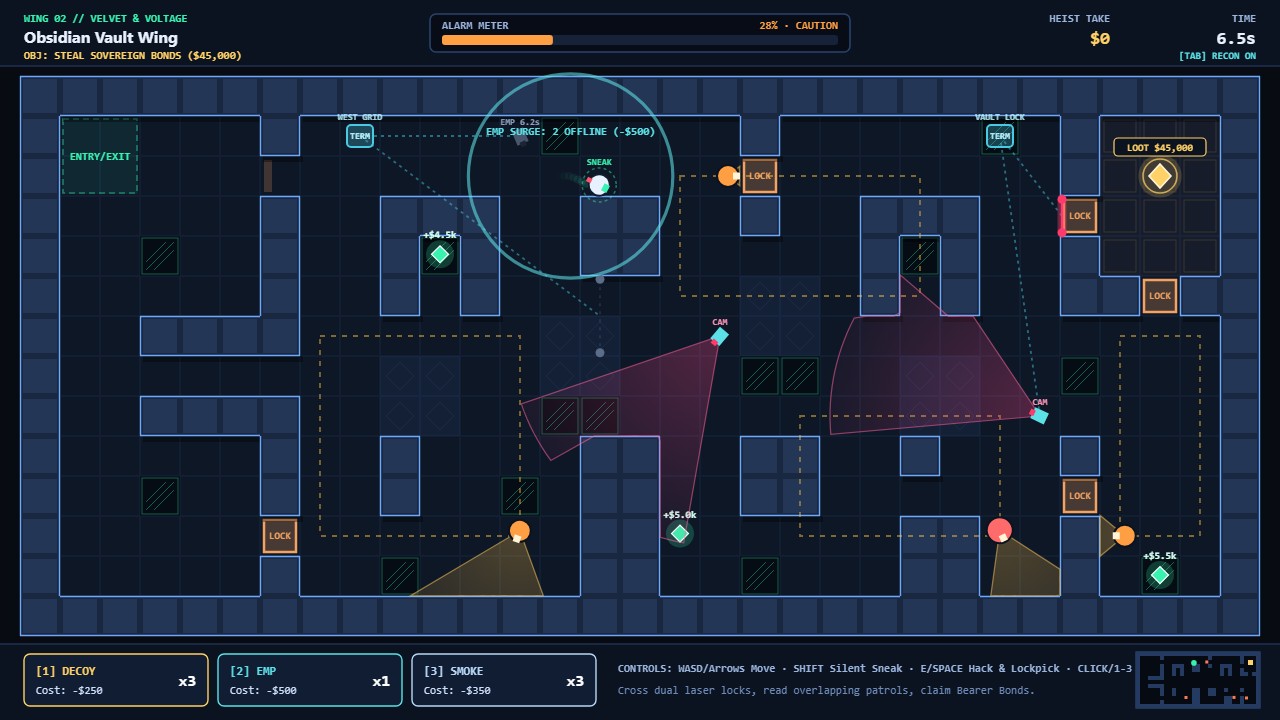 WING 02 // VELVET & VOLTAGE
Obsidian Vault Wing
OBJ: STEAL SOVEREIGN BONDS ($45,000)
ALARM METER
28% · CAUTION
HEIST TAKE
$0
TIME
6.5s
[TAB] RECON ON
ENTRY/EXIT
WEST GRID
TERM
EMP 6.2s
EMP SURGE: 2 OFFLINE (-$500)
SNEAK
LOCK
VAULT LOCK
TERM
LOOT $45,000
LOCK
LOCK
+$4.5k
CAM
CAM
LOCK
LOCK
+$5.0k
+$5.5k
[1] DECOY
Cost: -$250
x3
[2] EMP
Cost: -$500
x1
[3] SMOKE
Cost: -$350
x3
CONTROLS: WASD/Arrows Move · SHIFT Silent Sneak · E/SPACE Hack & Lockpick · CLICK/1-3
Cross dual laser locks, read overlapping patrols, claim Bearer Bonds.